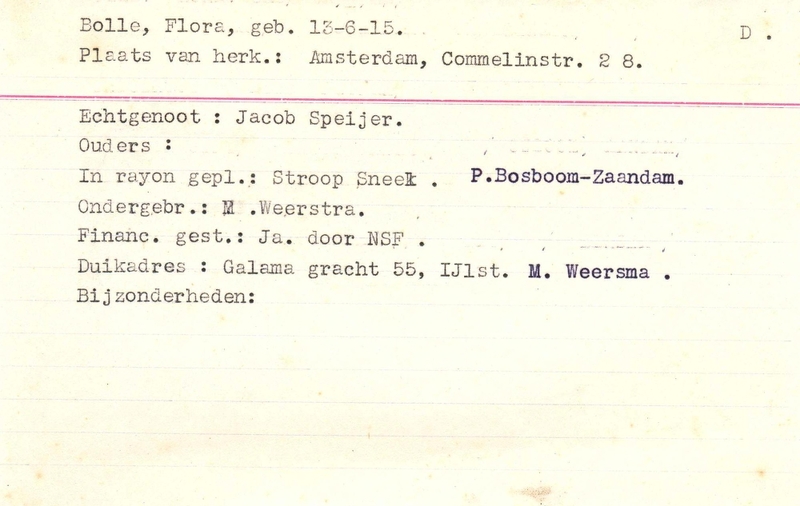 Bolle, Flora, geb. 13-6-15. D .
Plaats van herk.: Amsterdam, Commelinstr. 2 8.
Echtgenoot : Jacob Speijer.
Ouders :
In rayon gepl.: Stroop Sneek . P.Bosboom-Zaandam.
Ondergebr.: M .Weerstra.
Financ. gest.: Ja. door NSF .
Duikadres : Galama gracht 55, IJlst. M. Weersma .
Bijzonderheden: